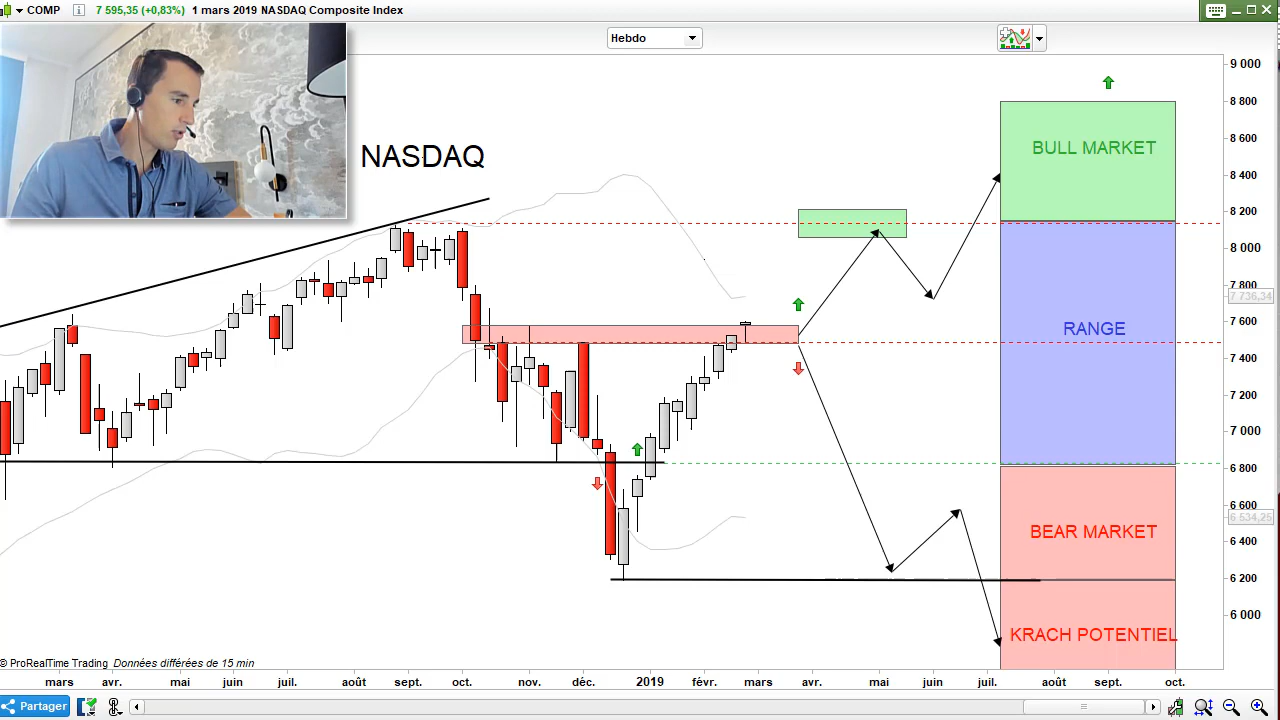 COMP 7 595,35 (+0,83%) 1 mars 2019 NASDAQ Composite Index
Hebdo
NASDAQ
BULL MARKET
RANGE
BEAR MARKET
KRACH POTENTIEL
9 000
8 800
8 600
8 400
8 200
8 000
7 800
7 736,34
7 600
7 400
7 200
7 000
6 800
6 600
6 534,25
6 400
6 200
6 000
© ProRealTime Trading Données différées de 15 min
mars avr. mai juin juil. août sept. oct. nov. déc. 2019 févr. mars avr. mai juin juil. août sept. oct.
Partager